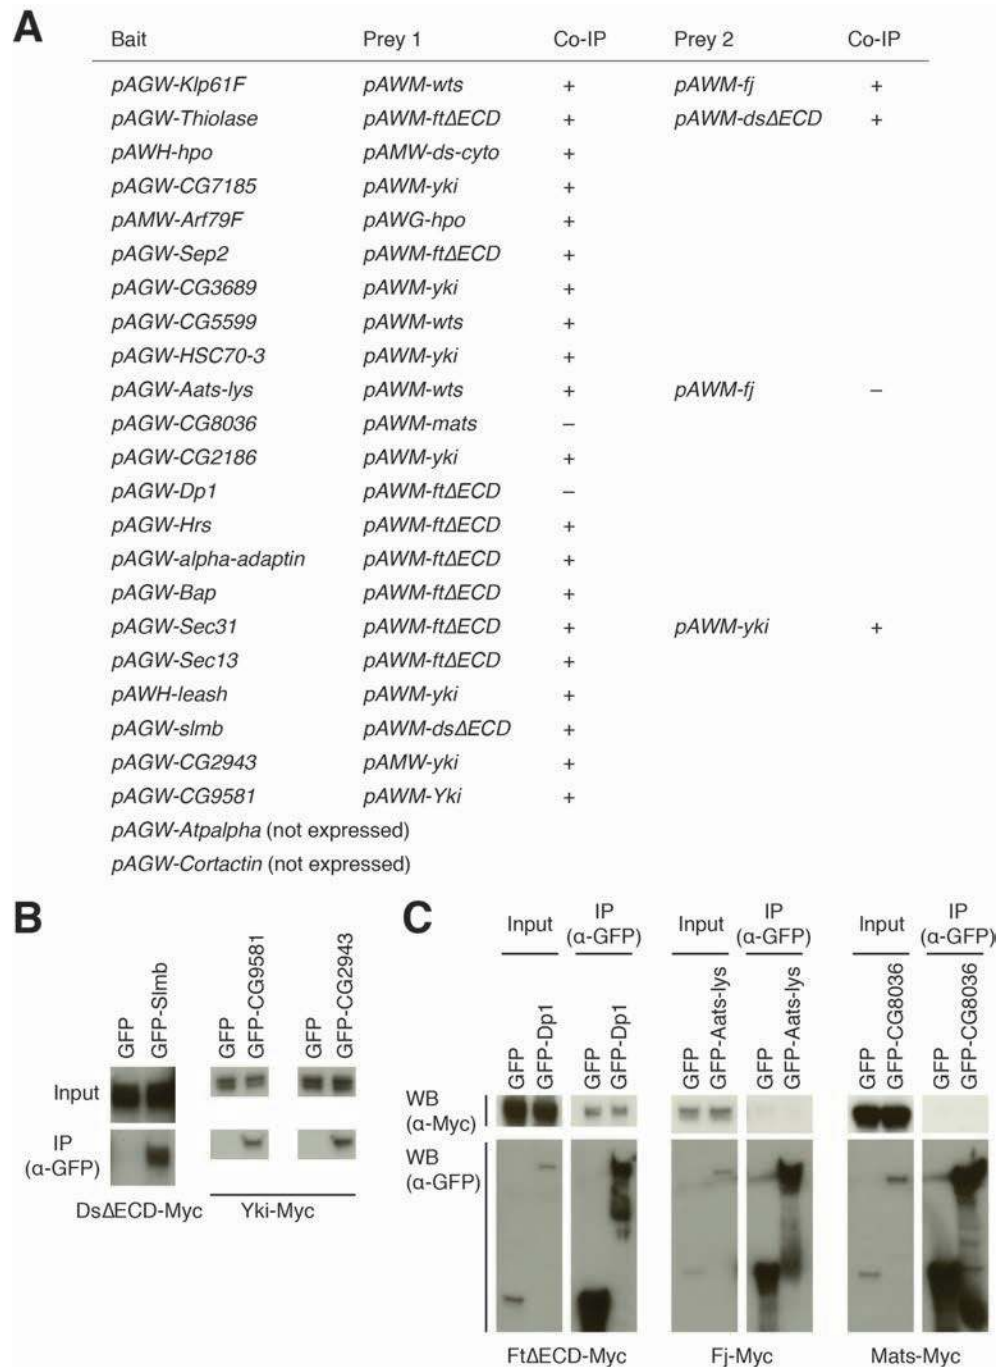 A
Bait Prey 1 Co-IP Prey 2 Co-IP
pAGW-Klp61F pAWM-wts + pAWM-fj +
pAGW-Thiolase pAWM-ftΔECD + pAWM-dsΔECD +
pAWH-hpo pAMW-ds-cyto +
pAGW-CG7185 pAWM-yki +
pAMW-Arf79F pAWG-hpo +
pAGW-Sep2 pAWM-ftΔECD +
pAGW-CG3689 pAWM-yki +
pAGW-CG5599 pAWM-wts +
pAGW-HSC70-3 pAWM-yki +
pAGW-Aats-lys pAWM-wts + pAWM-fj –
pAGW-CG8036 pAWM-mats –
pAGW-CG2186 pAWM-yki +
pAGW-Dp1 pAWM-ftΔECD –
pAGW-Hrs pAWM-ftΔECD +
pAGW-alpha-adaptin pAWM-ftΔECD +
pAGW-Bap pAWM-ftΔECD +
pAGW-Sec31 pAWM-ftΔECD + pAWM-yki +
pAGW-Sec13 pAWM-ftΔECD +
pAWH-leash pAWM-yki +
pAGW-slmb pAWM-dsΔECD +
pAGW-CG2943 pAMW-yki +
pAGW-CG9581 pAWM-Yki +
pAGW-Atpalpha (not expressed)
pAGW-Cortactin (not expressed)
B
GFP GFP-Slmb GFP GFP-CG9581 GFP GFP-CG2943
Input
IP
(α-GFP)
DsΔECD-Myc Yki-Myc
C
Input IP (α-GFP) Input IP (α-GFP) Input IP (α-GFP)
GFP GFP-Dp1 GFP GFP-Dp1 GFP GFP-Aats-lys GFP GFP-Aats-lys GFP GFP-CG8036 GFP GFP-CG8036
WB
(α-Myc)
WB
(α-GFP)
FtΔECD-Myc Fj-Myc Mats-Myc